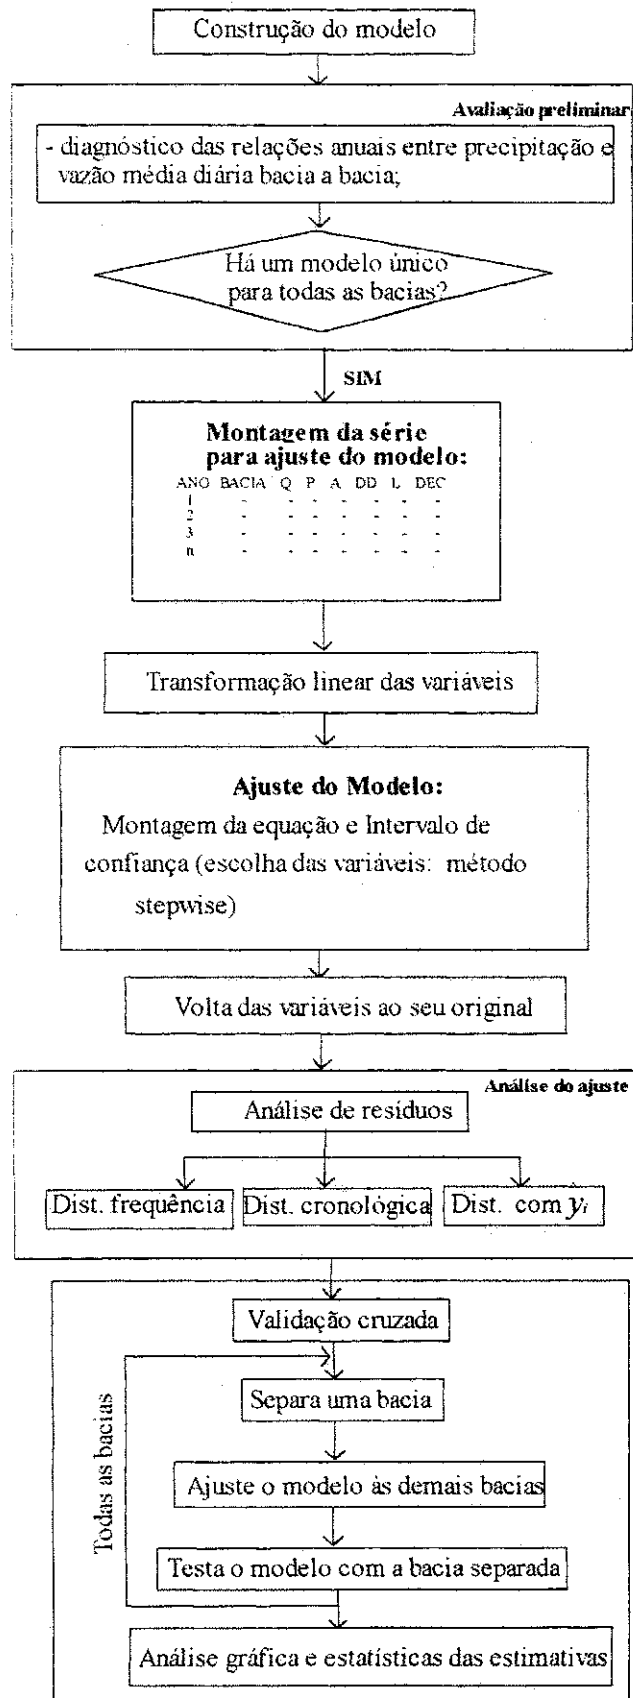 Construção do modelo
Avaliação preliminar
- diagnóstico das relações anuais entre precipitação e
vazão média diária bacia a bacia;
Há um modelo único
para todas as bacias?
SIM
Montagem da série
para ajuste do modelo:
ANO BACIA Q P A DD L DEC
1 - - - - - - -
2 - - - - - - -
3 - - - - - - -
n - - - - - - -
Transformação linear das variáveis
Ajuste do Modelo:
Montagem da equação e Intervalo de
confiança (escolha das variáveis: método
stepwise)
Volta das variáveis ao seu original
Análise do ajuste
Análise de resíduos
Dist. frequência
Dist. cronológica
Dist. com ŷi
Validação cruzada
Separa uma bacia
Todas as bacias
Ajuste o modelo às demais bacias
Testa o modelo com a bacia separada
Análise gráfica e estatísticas das estimativas